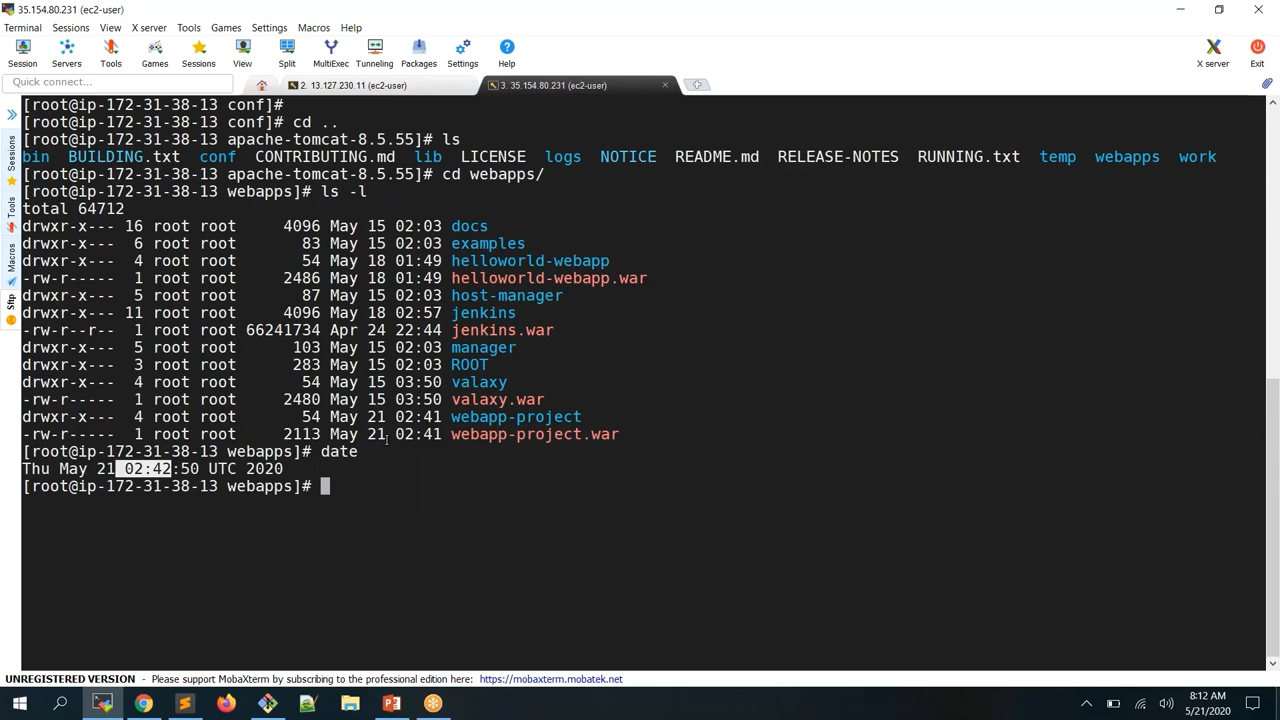 35.154.80.231 (ec2-user)
Terminal Sessions View X server Tools Games Settings Macros Help
Session Servers Tools Games Sessions View Split MultiExec Tunneling Packages Settings Help X server Exit
Quick connect...
2. 13.127.230.11 (ec2-user)
3. 35.154.80.231 (ec2-user)
Sessions
Tools
Macros
Sftp
[root@ip-172-31-38-13 conf]#
[root@ip-172-31-38-13 conf]# cd ..
[root@ip-172-31-38-13 apache-tomcat-8.5.55]# ls
bin BUILDING.txt conf CONTRIBUTING.md lib LICENSE logs NOTICE README.md RELEASE-NOTES RUNNING.txt temp webapps work
[root@ip-172-31-38-13 apache-tomcat-8.5.55]# cd webapps/
[root@ip-172-31-38-13 webapps]# ls -l
total 64712
drwxr-x--- 16 root root 4096 May 15 02:03 docs
drwxr-x--- 6 root root 83 May 15 02:03 examples
drwxr-x--- 4 root root 54 May 18 01:49 helloworld-webapp
-rw-r----- 1 root root 2486 May 18 01:49 helloworld-webapp.war
drwxr-x--- 5 root root 87 May 15 02:03 host-manager
drwxr-x--- 11 root root 4096 May 18 02:57 jenkins
-rw-r--r-- 1 root root 66241734 Apr 24 22:44 jenkins.war
drwxr-x--- 5 root root 103 May 15 02:03 manager
drwxr-x--- 3 root root 283 May 15 02:03 ROOT
drwxr-x--- 4 root root 54 May 15 03:50 valaxy
-rw-r----- 1 root root 2480 May 15 03:50 valaxy.war
drwxr-x--- 4 root root 54 May 21 02:41 webapp-project
-rw-r----- 1 root root 2113 May 21 02:41 webapp-project.war
[root@ip-172-31-38-13 webapps]# date
Thu May 21 02:42:50 UTC 2020
[root@ip-172-31-38-13 webapps]#
UNREGISTERED VERSION - Please support MobaXterm by subscribing to the professional edition here: https://mobaxterm.mobatek.net
8:12 AM
5/21/2020